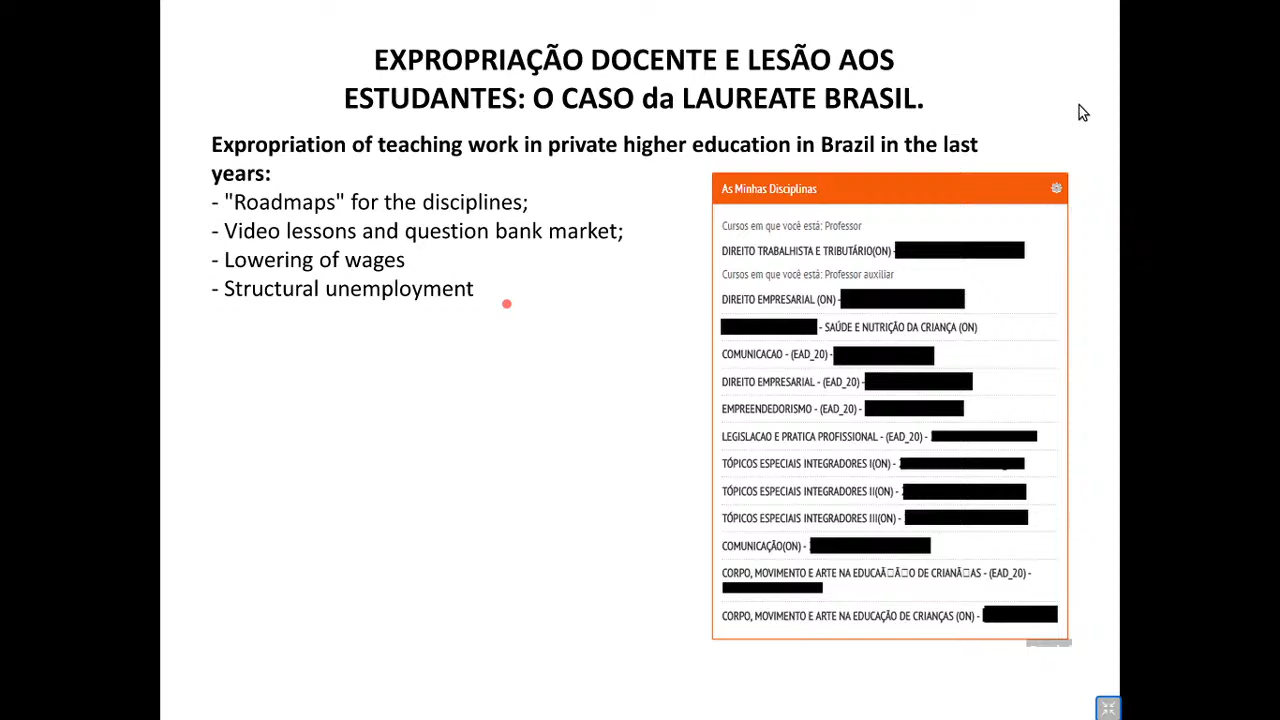 EXPROPRIAÇÃO DOCENTE E LESÃO AOS
ESTUDANTES: O CASO da LAUREATE BRASIL.
Expropriation of teaching work in private higher education in Brazil in the last
years:
- "Roadmaps" for the disciplines;
- Video lessons and question bank market;
- Lowering of wages
- Structural unemployment
As Minhas Disciplinas
Cursos em que você está: Professor
DIREITO TRABALHISTA E TRIBUTÁRIO(ON) -
Cursos em que você está: Professor auxiliar
DIREITO EMPRESARIAL (ON) -
- SAÚDE E NUTRIÇÃO DA CRIANÇA (ON)
COMUNICACAO - (EAD_20) -
DIREITO EMPRESARIAL - (EAD_20) -
EMPREENDEDORISMO - (EAD_20) -
LEGISLACAO E PRATICA PROFISSIONAL - (EAD_20) -
TÓPICOS ESPECIAIS INTEGRADORES I(ON) -
TÓPICOS ESPECIAIS INTEGRADORES II(ON) -
TÓPICOS ESPECIAIS INTEGRADORES III(ON) -
COMUNICAÇÃO(ON) -
CORPO, MOVIMENTO E ARTE NA EDUCAÃ□Ã□O DE CRIANÃ□AS - (EAD_20) -
CORPO, MOVIMENTO E ARTE NA EDUCAÇÃO DE CRIANÇAS (ON) -